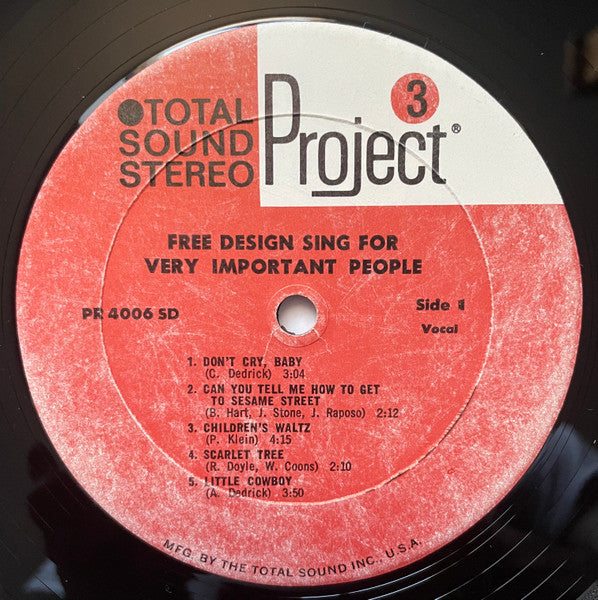 ●TOTAL
SOUND
STEREO
Project 3®
FREE DESIGN SING FOR
VERY IMPORTANT PEOPLE
PR 4006 SD
Side 1
Vocal
1. DON'T CRY, BABY
(C. Dedrick) 3:04
2. CAN YOU TELL ME HOW TO GET
TO SESAME STREET
(B. Hart, J. Stone, J. Raposo) 2:12
3. CHILDREN'S WALTZ
(P. Klein) 4:15
4. SCARLET TREE
(R. Doyle, W. Coons) 2:10
5. LITTLE COWBOY
(A. Dedrick) 3:50
MFG. BY THE TOTAL SOUND INC., U.S.A.